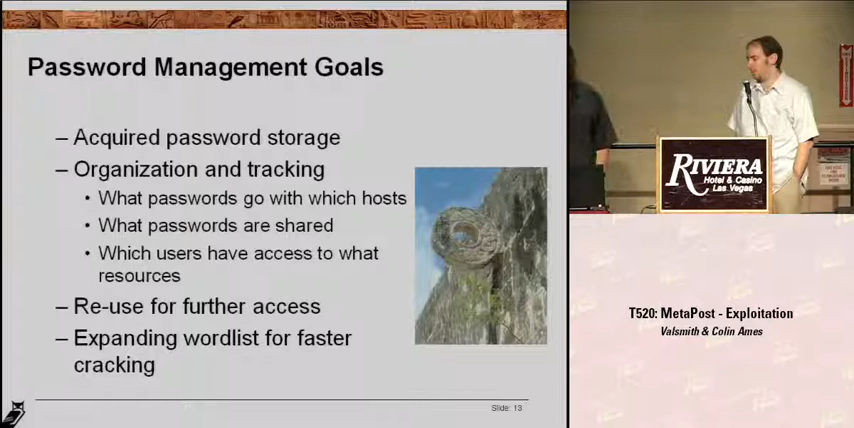 Password Management Goals
– Acquired password storage
– Organization and tracking
• What passwords go with which hosts
• What passwords are shared
• Which users have access to what
resources
– Re-use for further access
– Expanding wordlist for faster
cracking
Slide: 13
RIVIERA
Hotel & Casino
Las Vegas
T520: MetaPost - Exploitation
Valsmith & Colin Ames